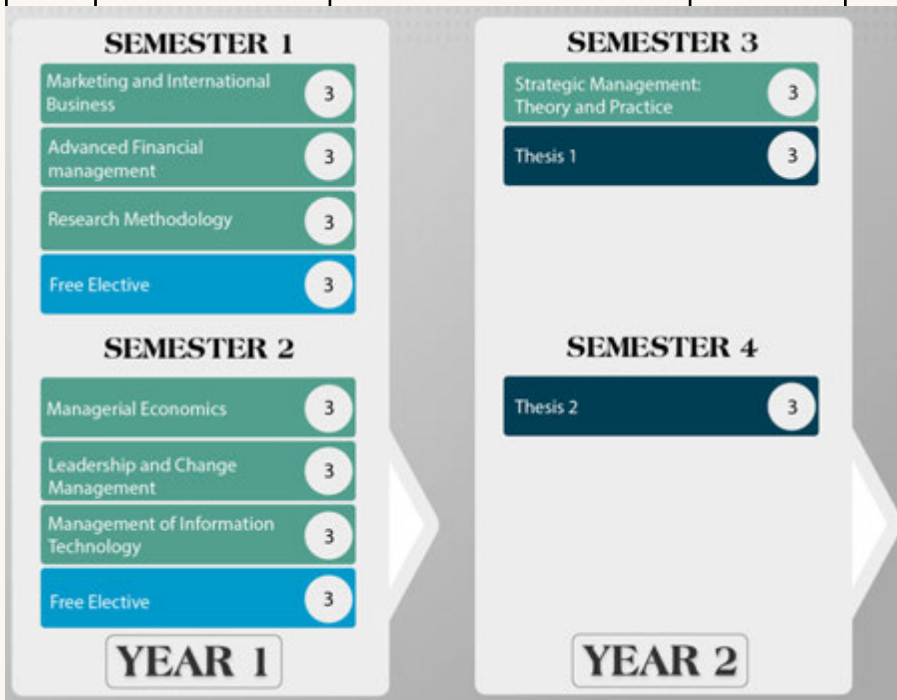 SEMESTER 1
Marketing and International
Business
3
Advanced Financial
management
3
Research Methodology
3
Free Elective
3
SEMESTER 2
Managerial Economics
3
Leadership and Change
Management
3
Management of Information
Technology
3
Free Elective
3
YEAR 1
SEMESTER 3
Strategic Management:
Theory and Practice
3
Thesis 1
3
SEMESTER 4
Thesis 2
3
YEAR 2